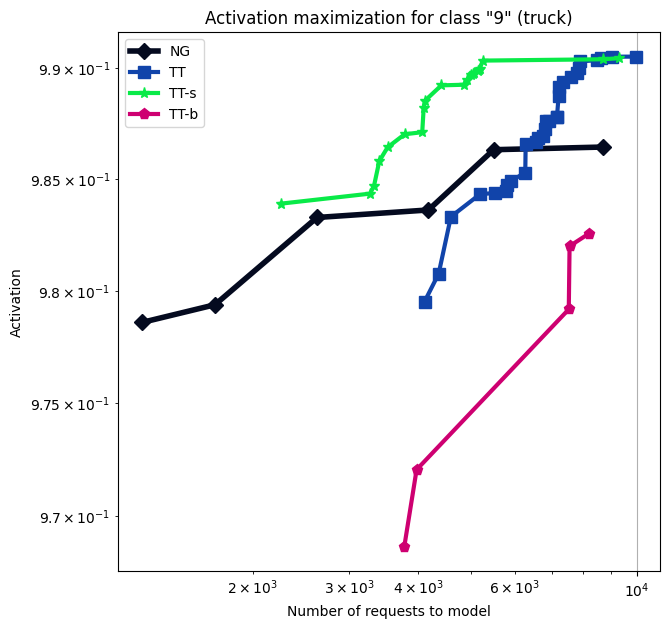 Activation maximization for class "9" (truck)
NG
TT
TT-s
TT-b
Activation
9.9 × 10⁻¹
9.85 × 10⁻¹
9.8 × 10⁻¹
9.75 × 10⁻¹
9.7 × 10⁻¹
2 × 10³ 3 × 10³ 4 × 10³ 6 × 10³ 10⁴
Number of requests to model